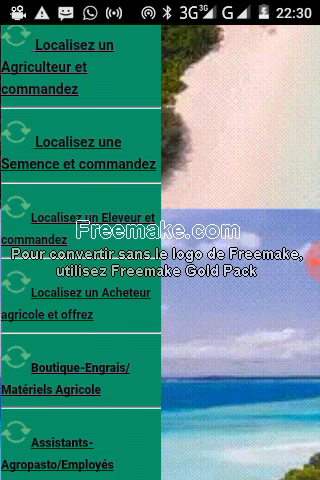 3G 3G G 22:30
Localisez un
Agriculteur et
commandez
Localisez une
Semence et commandez
Localisez un Eleveur et
commandez
Freemake.com
Pour convertir sans le logo de Freemake,
utilisez Freemake Gold Pack
Localisez un Acheteur
agricole et offrez
Boutique-Engrais/
Matériels Agricole
Assistants-
Agropasto/Employés